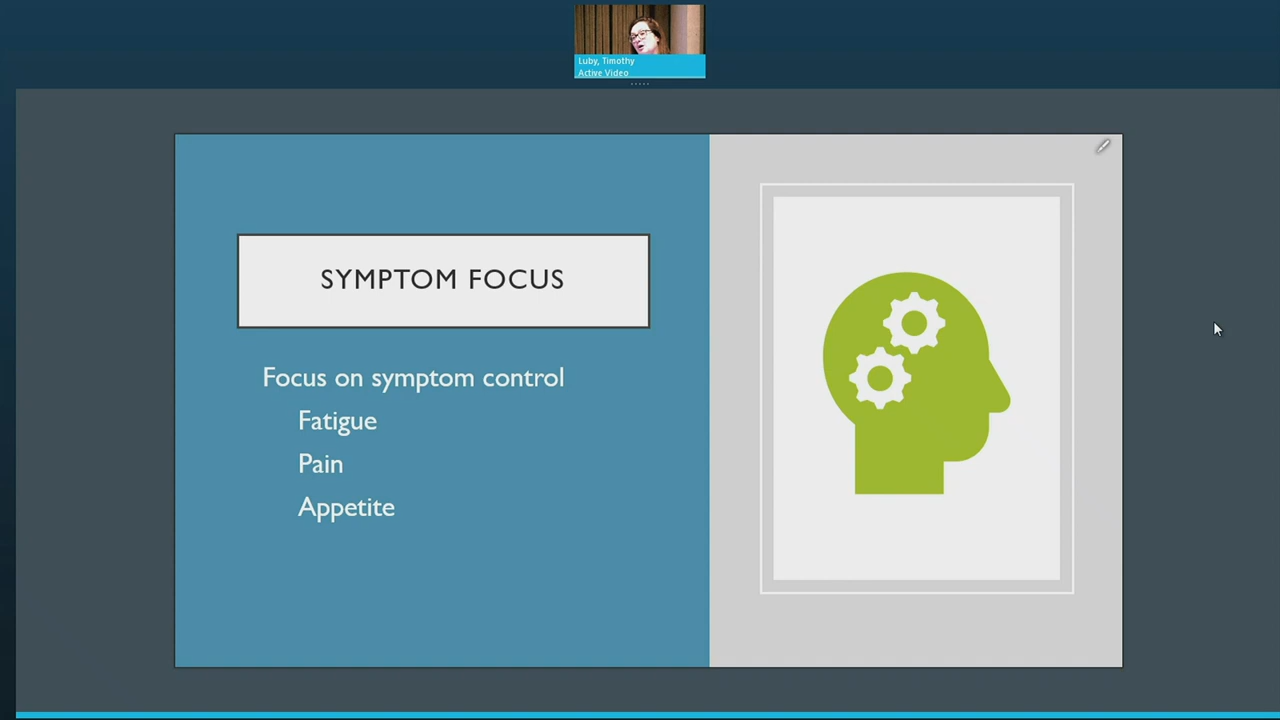 Luby, Timothy
Active Video
SYMPTOM FOCUS
Focus on symptom control
Fatigue
Pain
Appetite